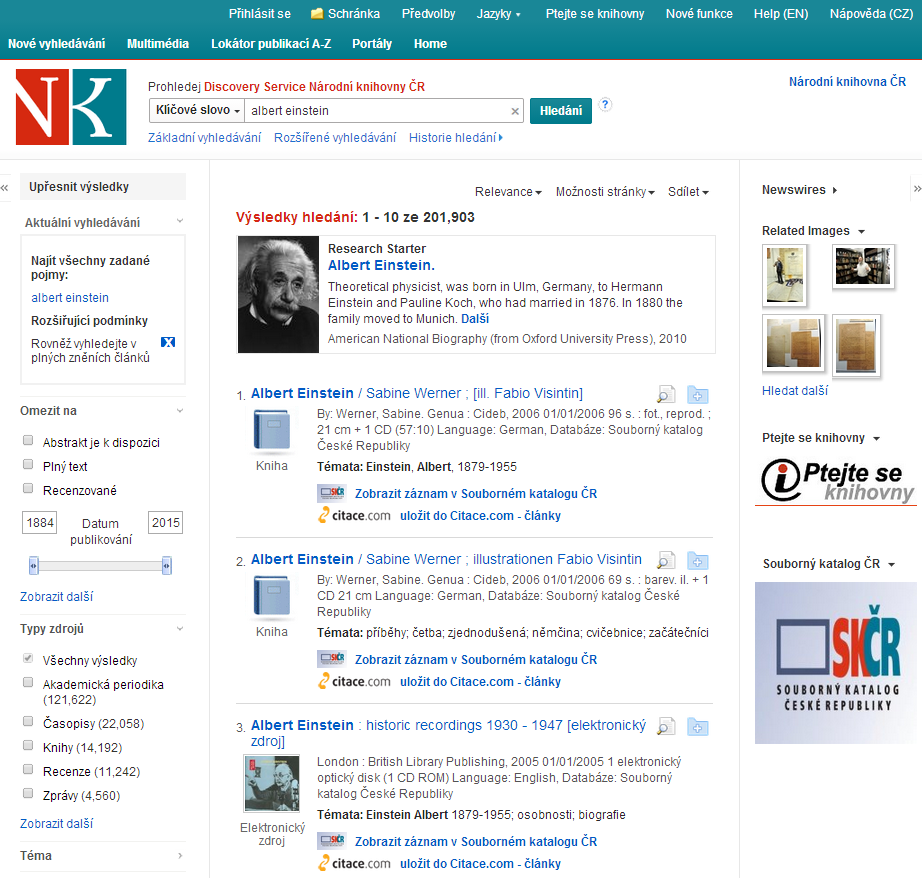 Přihlásit se Schránka Předvolby Jazyky Ptejte se knihovny Nové funkce Help (EN) Nápověda (CZ)
Nové vyhledávání Multimédia Lokátor publikací A-Z Portály Home
NK
Prohledej Discovery Service Národní knihovny ČR
Klíčové slovo albert einstein × Hledání ?
Základní vyhledávání Rozšířené vyhledávání Historie hledání
Národní knihovna ČR
«
Upřesnit výsledky
Aktuální vyhledávání
Najít všechny zadané
pojmy:
albert einstein
Rozšiřující podmínky
Rovněž vyhledejte v
plných zněních článků
X
Omezit na
Abstrakt je k dispozici
Plný text
Recenzované
1884 Datum 2015
publikování
Zobrazit další
Typy zdrojů
Všechny výsledky
Akademická periodika
(121,622)
Časopisy (22,058)
Knihy (14,192)
Recenze (11,242)
Zprávy (4,560)
Zobrazit další
Téma
Relevance Možnosti stránky Sdílet
Výsledky hledání: 1 - 10 ze 201,903
Research Starter
Albert Einstein.
Theoretical physicist, was born in Ulm, Germany, to Hermann
Einstein and Pauline Koch, who had married in 1876. In 1880 the
family moved to Munich. Další
American National Biography (from Oxford University Press), 2010
1. Albert Einstein / Sabine Werner ; [ill. Fabio Visintin]
By: Werner, Sabine. Genua : Cideb, 2006 01/01/2006 96 s. : fot., reprod. ;
21 cm + 1 CD (57:10) Language: German, Databáze: Souborný katalog
České Republiky
Kniha
Témata: Einstein, Albert, 1879-1955
SKČR Zobrazit záznam v Souborném katalogu ČR
citace.com uložit do Citace.com - články
2. Albert Einstein / Sabine Werner ; illustrationen Fabio Visintin
By: Werner, Sabine. Genua : Cideb, 2006 01/01/2006 69 s. : barev. il. + 1
CD 21 cm Language: German, Databáze: Souborný katalog České
Republiky
Kniha
Témata: příběhy; četba; zjednodušená; němčina; cvičebnice; začátečníci
SKČR Zobrazit záznam v Souborném katalogu ČR
citace.com uložit do Citace.com - články
3. Albert Einstein : historic recordings 1930 - 1947 [elektronický
zdroj]
London : British Library Publishing, 2005 01/01/2005 1 elektronický
optický disk (1 CD ROM) Language: English, Databáze: Souborný
katalog České Republiky
Elektronický
zdroj
Témata: Einstein Albert 1879-1955; osobnosti; biografie
SKČR Zobrazit záznam v Souborném katalogu ČR
citace.com uložit do Citace.com - články
»
Newswires
Related Images
Hledat další
Ptejte se knihovny
i Ptejte se
knihovny
Souborný katalog ČR
SKČR
SOUBORNÝ KATALOG
ČESKÉ REPUBLIKY